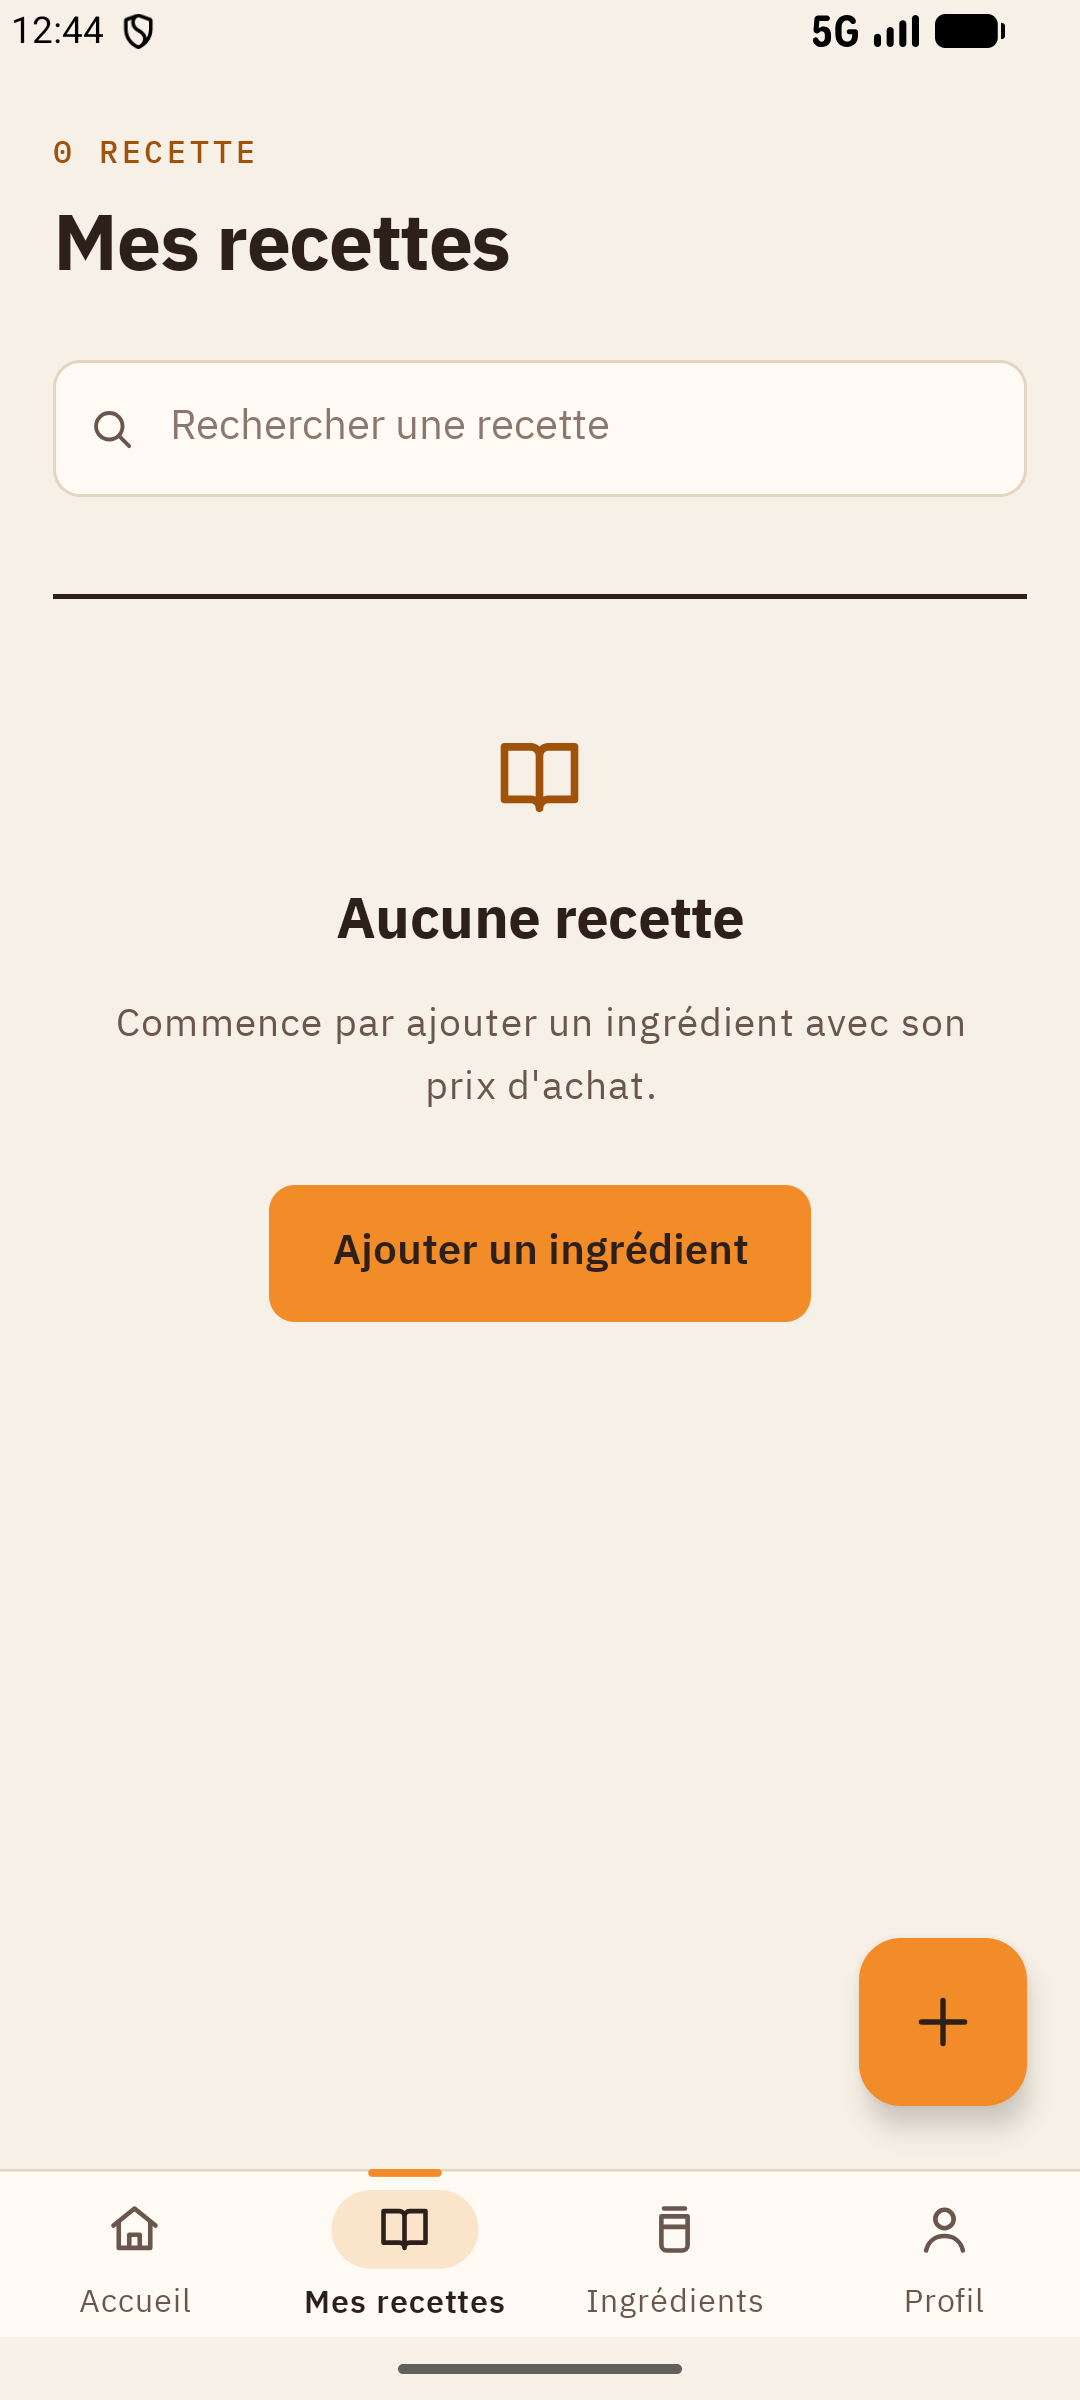 12:44
5G
0 RECETTE
Mes recettes
Rechercher une recette
Aucune recette
Commence par ajouter un ingrédient avec son
prix d'achat.
Ajouter un ingrédient
Accueil
Mes recettes
Ingrédients
Profil